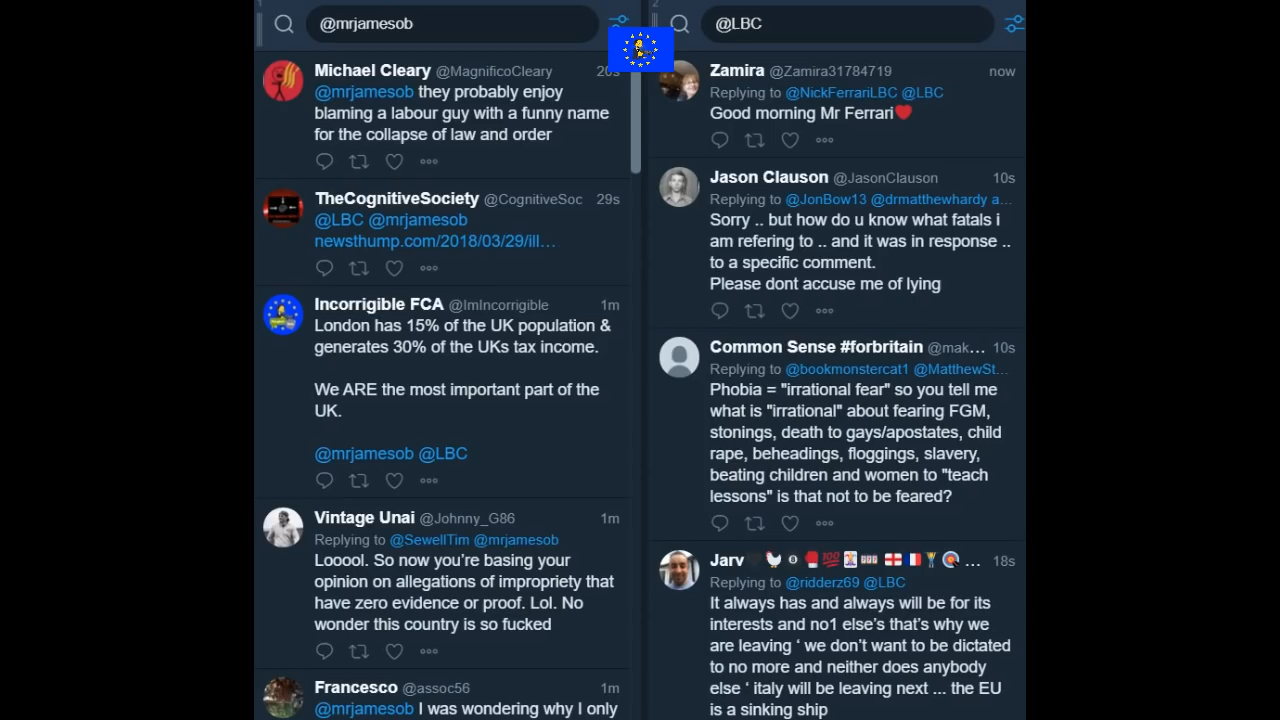 1
@mrjamesob
Michael Cleary @MagnificoCleary
@mrjamesob they probably enjoy
blaming a labour guy with a funny name
for the collapse of law and order
TheCognitiveSociety @CognitiveSoc 29s
@LBC @mrjamesob
newsthump.com/2018/03/29/ill…
Incorrigible FCA @ImIncorrigible 1m
London has 15% of the UK population &
generates 30% of the UKs tax income.
We ARE the most important part of the
UK.
@mrjamesob @LBC
Vintage Unai @Johnny_G86 1m
Replying to @SewellTim @mrjamesob
Looool. So now you're basing your
opinion on allegations of impropriety that
have zero evidence or proof. Lol. No
wonder this country is so fucked
Francesco @assoc56 1m
@mrjamesob I was wondering why I only
2
@LBC
Zamira @Zamira31784719 now
Replying to @NickFerrariLBC @LBC
Good morning Mr Ferrari❤️
Jason Clauson @JasonClauson 10s
Replying to @JonBow13 @drmatthewhardy a...
Sorry .. but how do u know what fatals i
am refering to .. and it was in response ..
to a specific comment.
Please dont accuse me of lying
Common Sense #forbritain @mak... 10s
Replying to @bookmonstercat1 @MatthewSt...
Phobia = "irrational fear" so you tell me
what is "irrational" about fearing FGM,
stonings, death to gays/apostates, child
rape, beheadings, floggings, slavery,
beating children and women to "teach
lessons" is that not to be feared?
Jarv ... 18s
Replying to @ridderz69 @LBC
It always has and always will be for its
interests and no1 else's that's why we
are leaving ‘ we don't want to be dictated
to no more and neither does anybody
else ‘ italy will be leaving next ... the EU
is a sinking ship